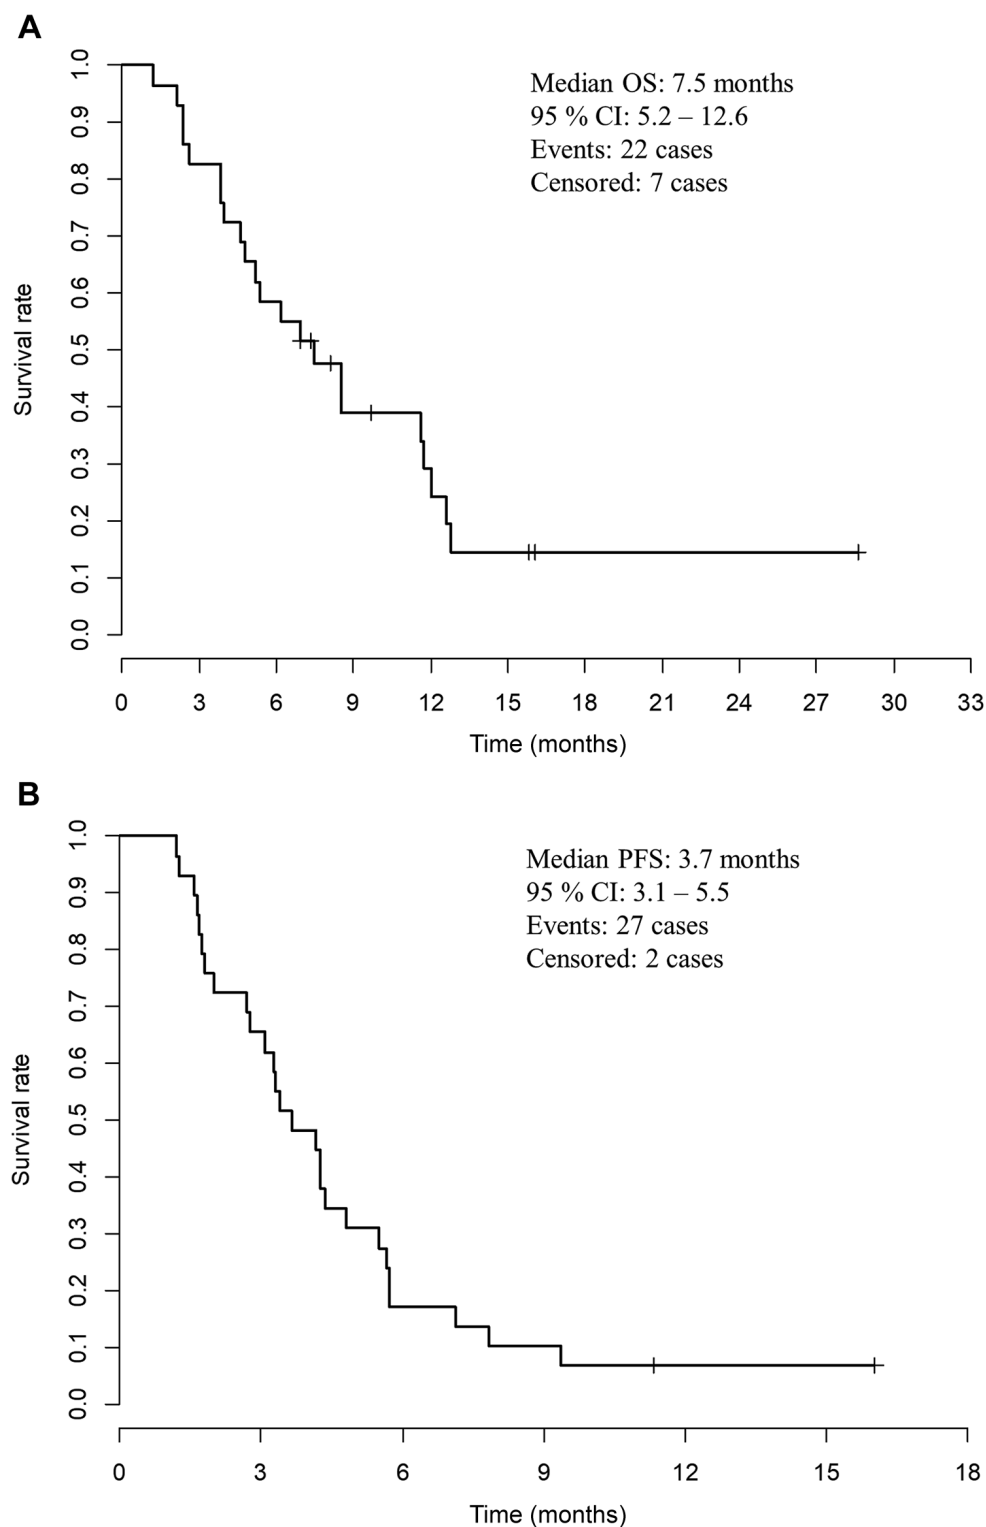 A
Median OS: 7.5 months
95 % CI: 5.2 – 12.6
Events: 22 cases
Censored: 7 cases
Survival rate
1.0
0.9
0.8
0.7
0.6
0.5
0.4
0.3
0.2
0.1
0.0
0 3 6 9 12 15 18 21 24 27 30 33
Time (months)
B
Median PFS: 3.7 months
95 % CI: 3.1 – 5.5
Events: 27 cases
Censored: 2 cases
Survival rate
1.0
0.9
0.8
0.7
0.6
0.5
0.4
0.3
0.2
0.1
0.0
0 3 6 9 12 15 18
Time (months)